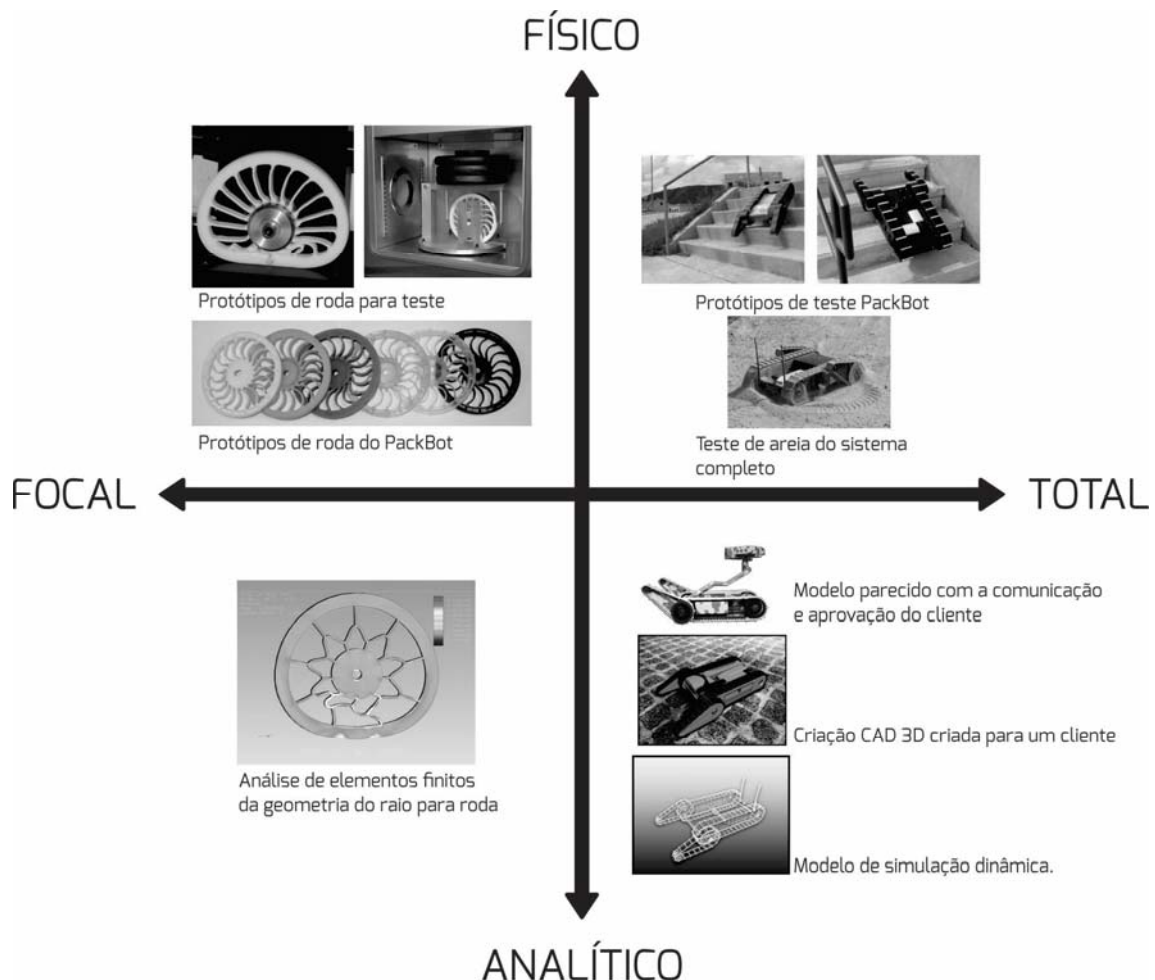 FÍSICO
Protótipos de roda para teste
Protótipos de teste PackBot
Protótipos de roda do PackBot
Teste de areia do sistema
completo
FOCAL
TOTAL
Modelo parecido com a comunicação
e aprovação do cliente
Criação CAD 3D criada para um cliente
Análise de elementos finitos
da geometria do raio para roda
Modelo de simulação dinâmica.
ANALÍTICO